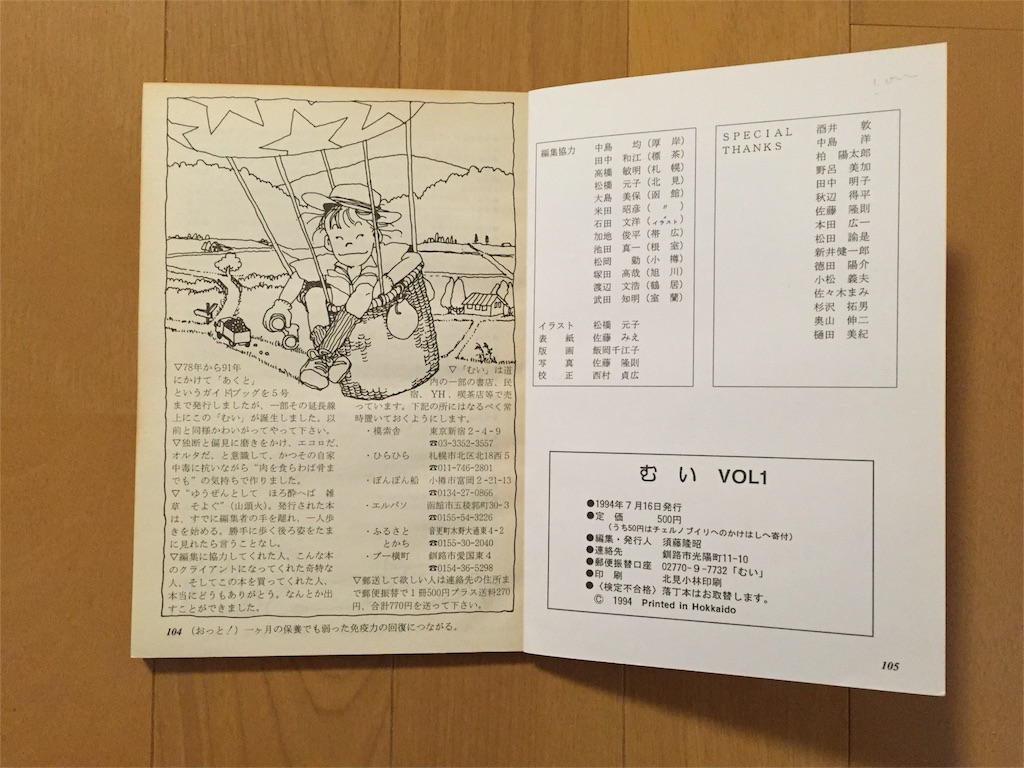 ▽78年から91年
にかけて「あくと」
というガイドブッグを5号
まで発行しましたが、一部その延長線
上にこの「むい」が誕生しました。以
前と同様かわいがってやって下さい。
▽独断と偏見に磨きをかけ、エコロだ、
オルタだ、と意識して、かつその自家
中毒に抗いながら“肉を食らわば骨ま
でも”の気持ちで作りました。
▽“ゆうぜんとして ほろ酔へば 雑
草 そよぐ”(山頭火)。発行された本
は、すでに編集者の手を離れ、一人歩
きを始める。勝手に歩く後ろ姿をたま
に見れたら言うことなし。
▽編集に協力してくれた人、こんな本
のクライアントになってくれた奇特な
人、そしてこの本を買ってくれた人、
本当にどうもありがとう。なんとか出
すことができました。
▽「むい」は道
内の一部の書店、民
宿、YH、喫茶店等で売
っています。下記の所にはなるべく常
時置いておくようにします。
・模索舎 東京新宿2-4-9
☎03-3352-3557
・ひらひら 札幌市北区北18西5
☎011-746-2801
・ぽんぽん船 小樽市富岡2-21-13
☎0134-27-0866
・エルパソ 函館市五稜郭町30-3
☎0155-54-3226
・ふるさと 音更町木野大通東4-2
とかち ☎0155-30-2040
・プー横町 釧路市愛国東4
☎0154-36-5298
▽郵送して欲しい人は連絡先の住所ま
で郵便振替で1冊500円プラス送料270
円、合計770円を送って下さい。
104 (おっと!)一ヶ月の保養でも弱った免疫力の回復につながる。
編集協力 中島 均(厚岸)
田中 和江(標茶)
高橋 敏明(札幌)
松橋 元子(北見)
大島 美保(函館)
米田 昭彦(〃)
石田 文洋(イラスト)
加地 俊平(帯広)
池田 真一(根室)
松岡 勤(小樽)
塚田 高哉(旭川)
渡辺 文浩(鶴居)
武田 知明(室蘭)
イラスト 松橋 元子
表紙 佐藤 みえ
版画 飯岡千江子
写真 佐藤 隆則
校正 西村 貞広
SPECIAL
THANKS
酒井 敦
中島 洋
柏 陽太郎
野呂 美加
田中 明子
秋辺 得平
佐藤 隆則
本田 広一
松田 諭是
新井健一郎
徳田 陽介
小松 義夫
佐々木まみ
杉沢 拓男
奥山 伸二
樋田 美紀
むい VOL1
●1994年7月16日発行
●定価 500円
(うち50円はチェルノブイリへのかけはしへ寄付)
●編集・発行人 須藤隆昭
●連絡先 釧路市光陽町11-10
●郵便振替口座 02770-9-7732「むい」
●印刷 北見小林印刷
●〈検定不合格〉落丁本はお取替します。
© 1994 Printed in Hokkaido
105